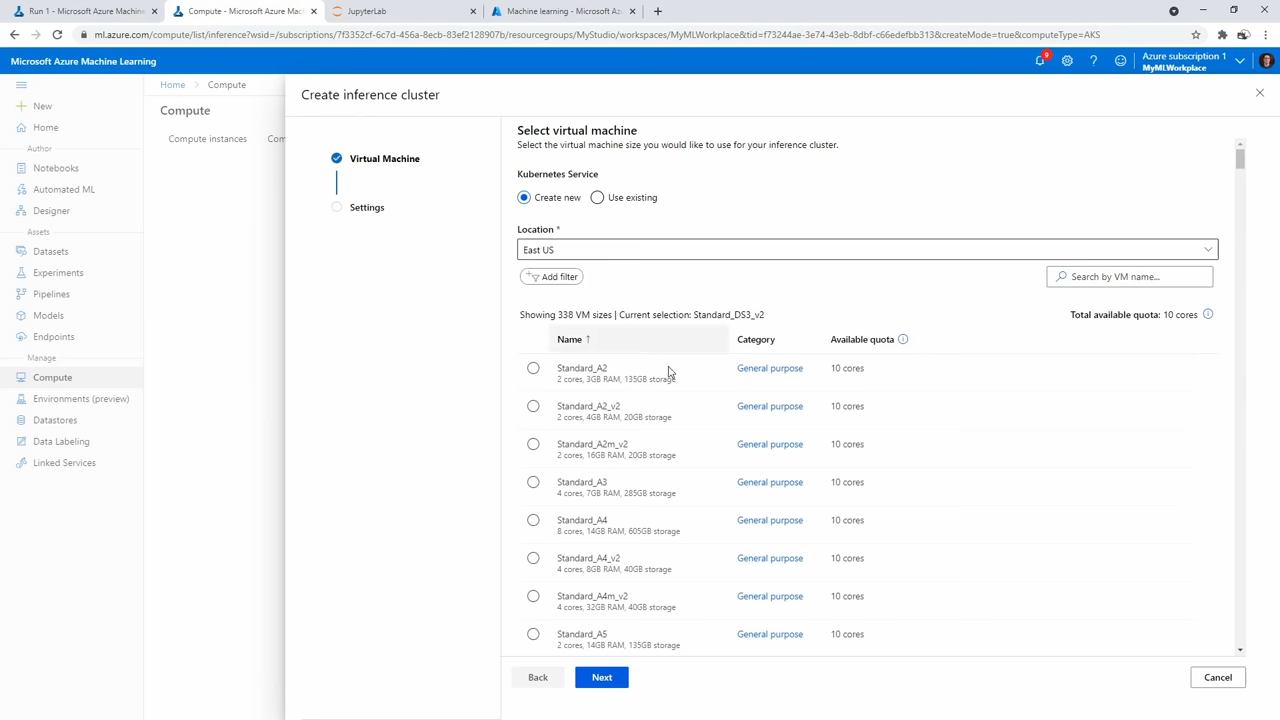 Run 1 - Microsoft Azure Machine
Compute - Microsoft Azure Mac
JupyterLab
Machine learning - Microsoft Az
ml.azure.com/compute/list/inference?wsid=/subscriptions/7f3352cf-6c7d-456a-8ecb-83ef2128907b/resourcegroups/MyStudio/workspaces/MyMLWorkplace&tid=f73244ae-3e74-43eb-8dbf-c66edefbb313&createMode=true&computeType=AKS
Microsoft Azure Machine Learning
9
Azure subscription 1
MyMLWorkplace
New
Home
Author
Notebooks
Automated ML
Designer
Assets
Datasets
Experiments
Pipelines
Models
Endpoints
Manage
Compute
Environments (preview)
Datastores
Data Labeling
Linked Services
Home > Compute
Compute
Compute instances
Com
Create inference cluster
Virtual Machine
Settings
Select virtual machine
Select the virtual machine size you would like to use for your inference cluster.
Kubernetes Service
Create new
Use existing
Location *
East US
Add filter
Search by VM name...
Showing 338 VM sizes | Current selection: Standard_DS3_v2
Total available quota: 10 cores
Name ↑ Category Available quota
Standard_A2 General purpose 10 cores
2 cores, 3GB RAM, 135GB storage
Standard_A2_v2 General purpose 10 cores
2 cores, 4GB RAM, 20GB storage
Standard_A2m_v2 General purpose 10 cores
2 cores, 16GB RAM, 20GB storage
Standard_A3 General purpose 10 cores
4 cores, 7GB RAM, 285GB storage
Standard_A4 General purpose 10 cores
8 cores, 14GB RAM, 605GB storage
Standard_A4_v2 General purpose 10 cores
4 cores, 8GB RAM, 40GB storage
Standard_A4m_v2 General purpose 10 cores
4 cores, 32GB RAM, 40GB storage
Standard_A5 General purpose 10 cores
2 cores, 14GB RAM, 135GB storage
Back
Next
Cancel